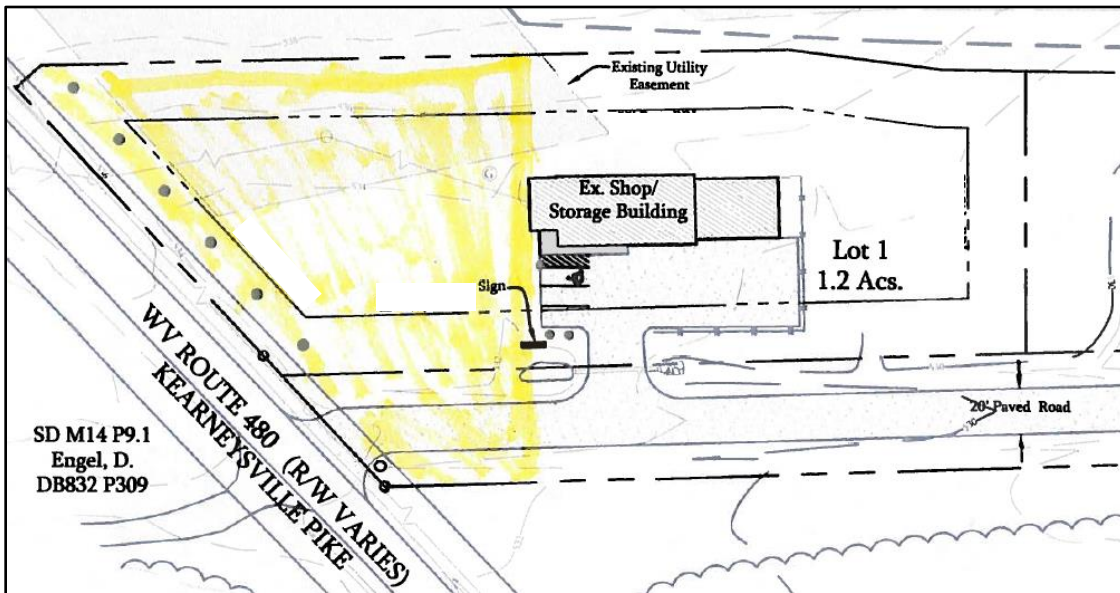 Existing Utility
Easement
Ex. Shop/
Storage Building
Lot 1
1.2 Acs.
Sign
20' Paved Road
WV ROUTE 480 (R/W VARIES)
KEARNEYSVILLE PIKE
SD M14 P9.1
Engel, D.
DB832 P309